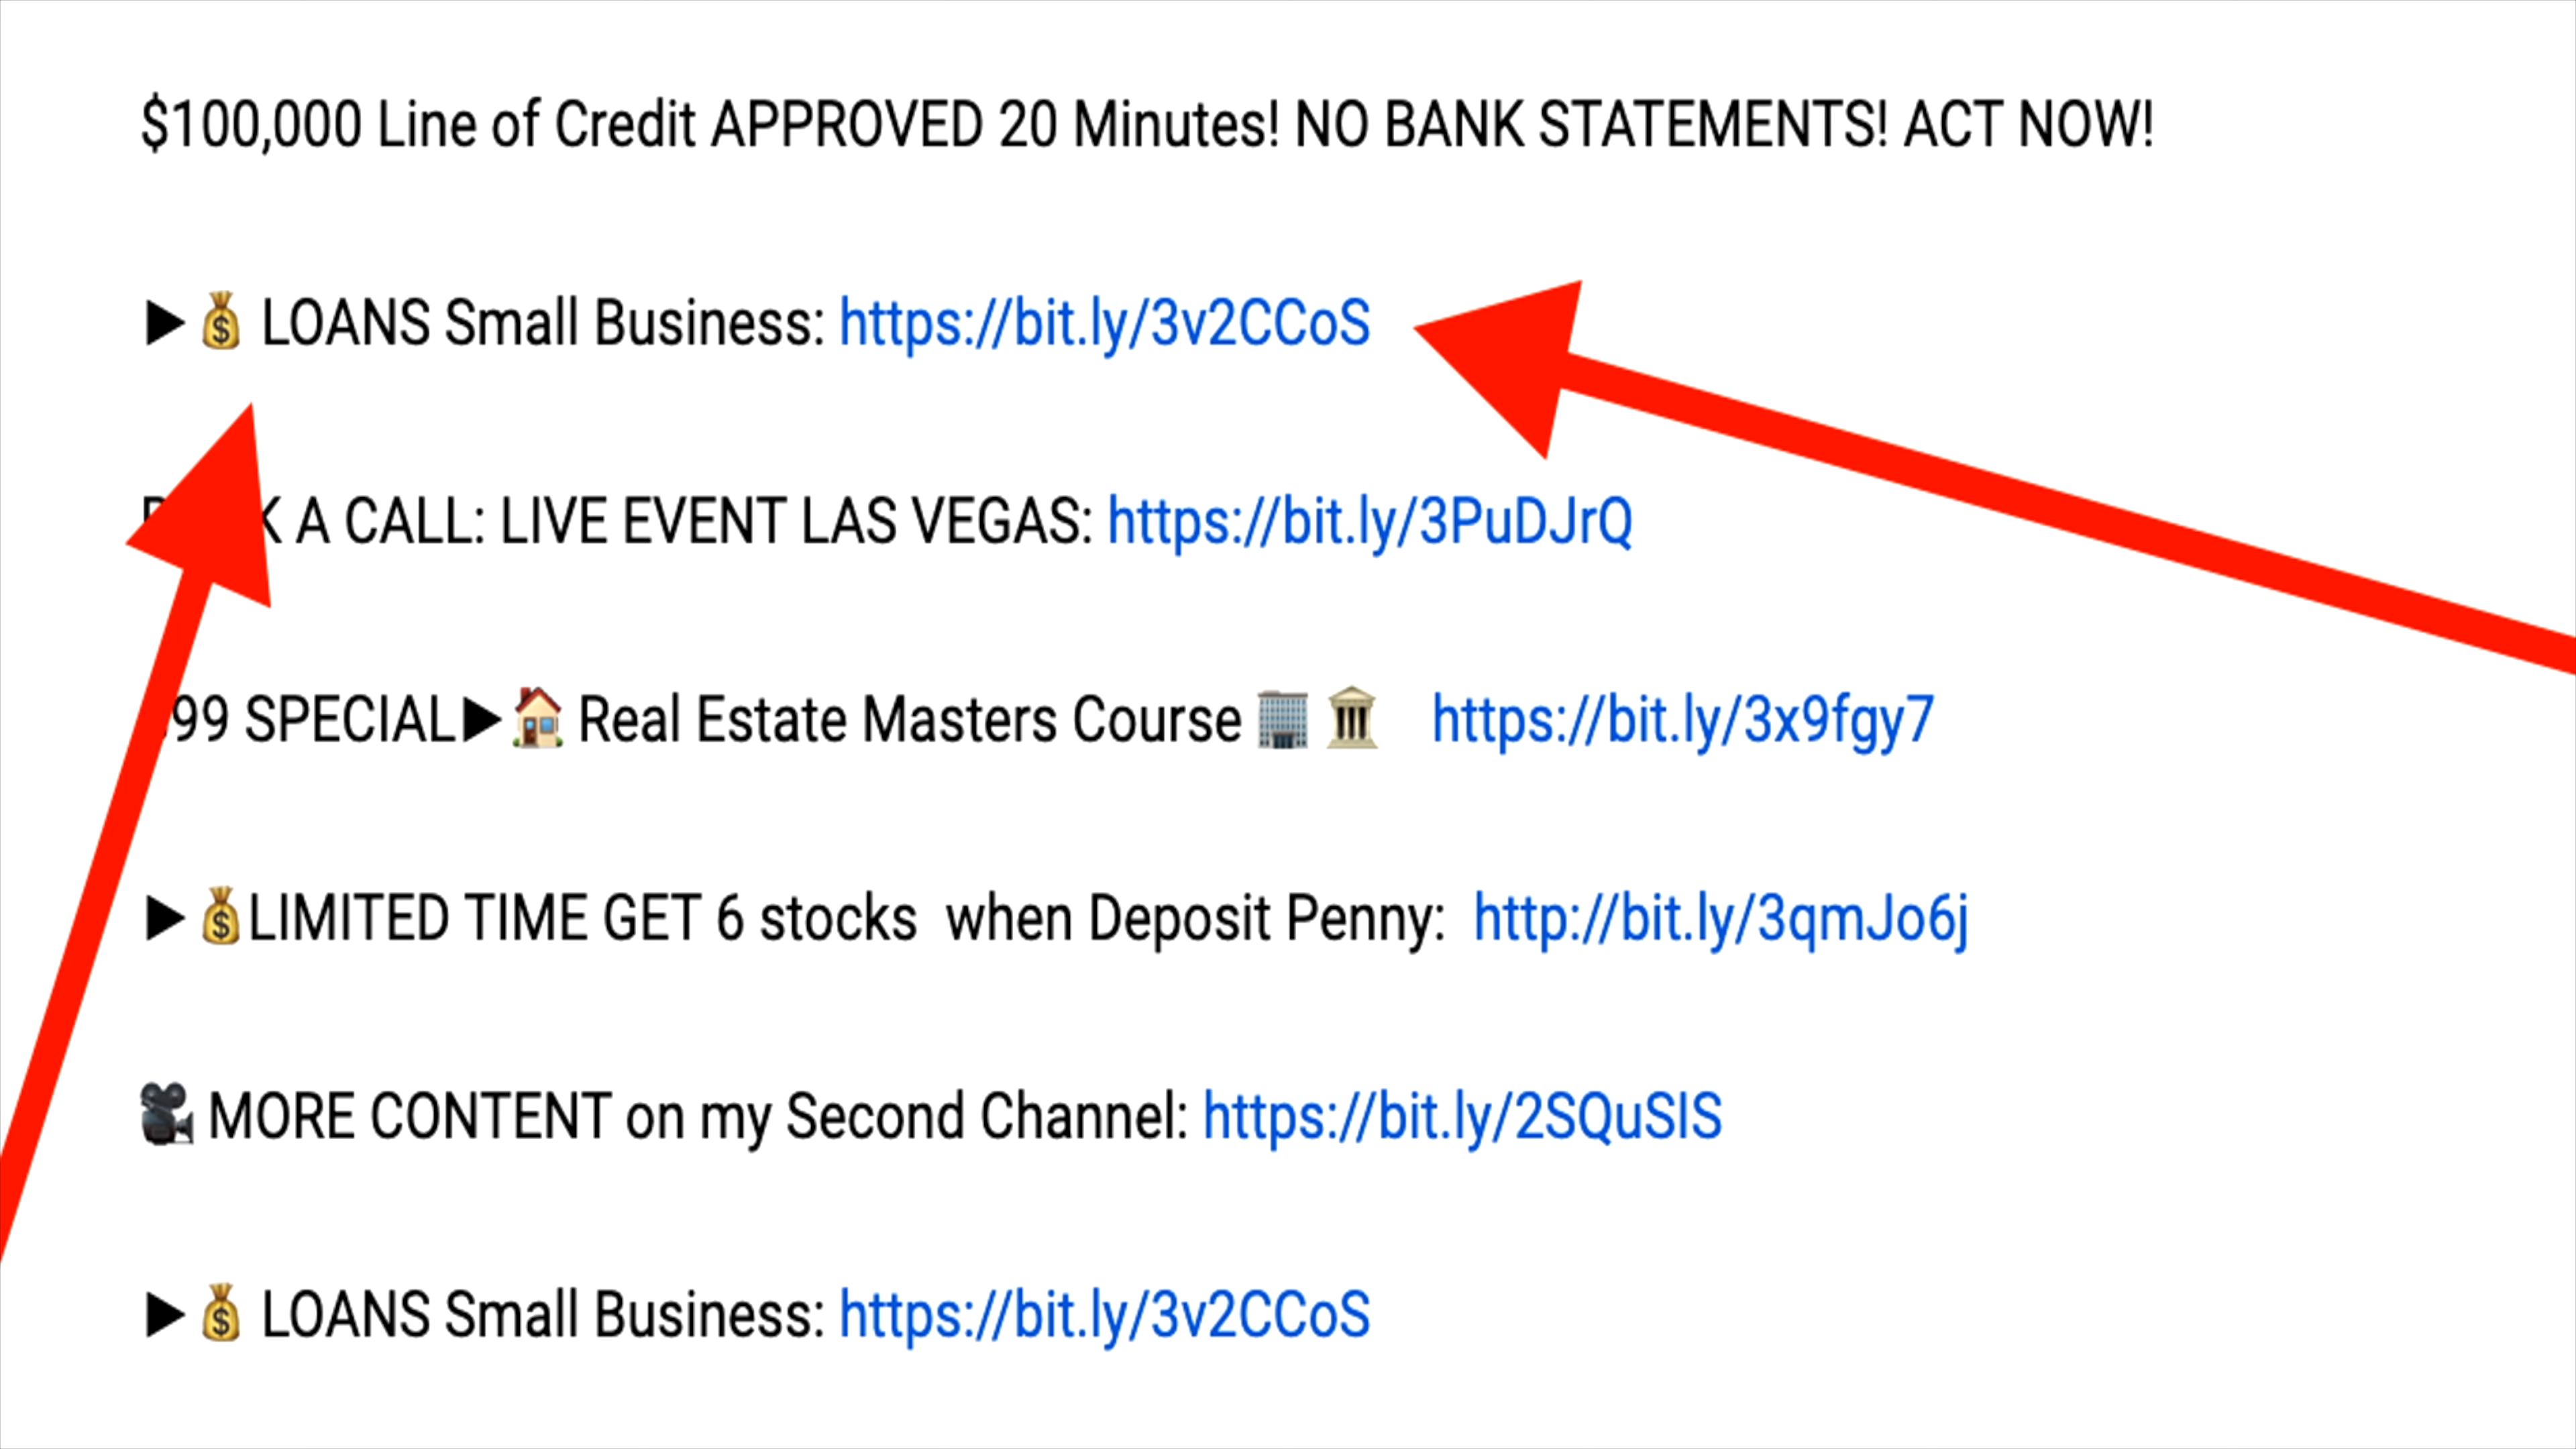 $100,000 Line of Credit APPROVED 20 Minutes! NO BANK STATEMENTS! ACT NOW!
▶💰 LOANS Small Business: https://bit.ly/3v2CCoS
A CALL: LIVE EVENT LAS VEGAS: https://bit.ly/3PuDJrQ
99 SPECIAL▶🏠 Real Estate Masters Course 🏢 🏛 https://bit.ly/3x9fgy7
▶💰LIMITED TIME GET 6 stocks when Deposit Penny: http://bit.ly/3qmJo6j
🎥 MORE CONTENT on my Second Channel: https://bit.ly/2SQuSIS
▶💰 LOANS Small Business: https://bit.ly/3v2CCoS